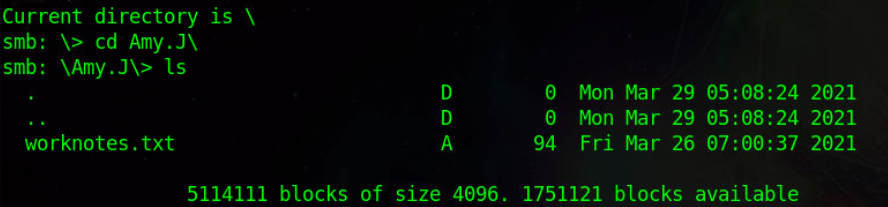 Current directory is \
smb: \> cd Amy.J\
smb: \Amy.J\> ls
. D 0 Mon Mar 29 05:08:24 2021
.. D 0 Mon Mar 29 05:08:24 2021
worknotes.txt A 94 Fri Mar 26 07:00:37 2021
5114111 blocks of size 4096. 1751121 blocks available